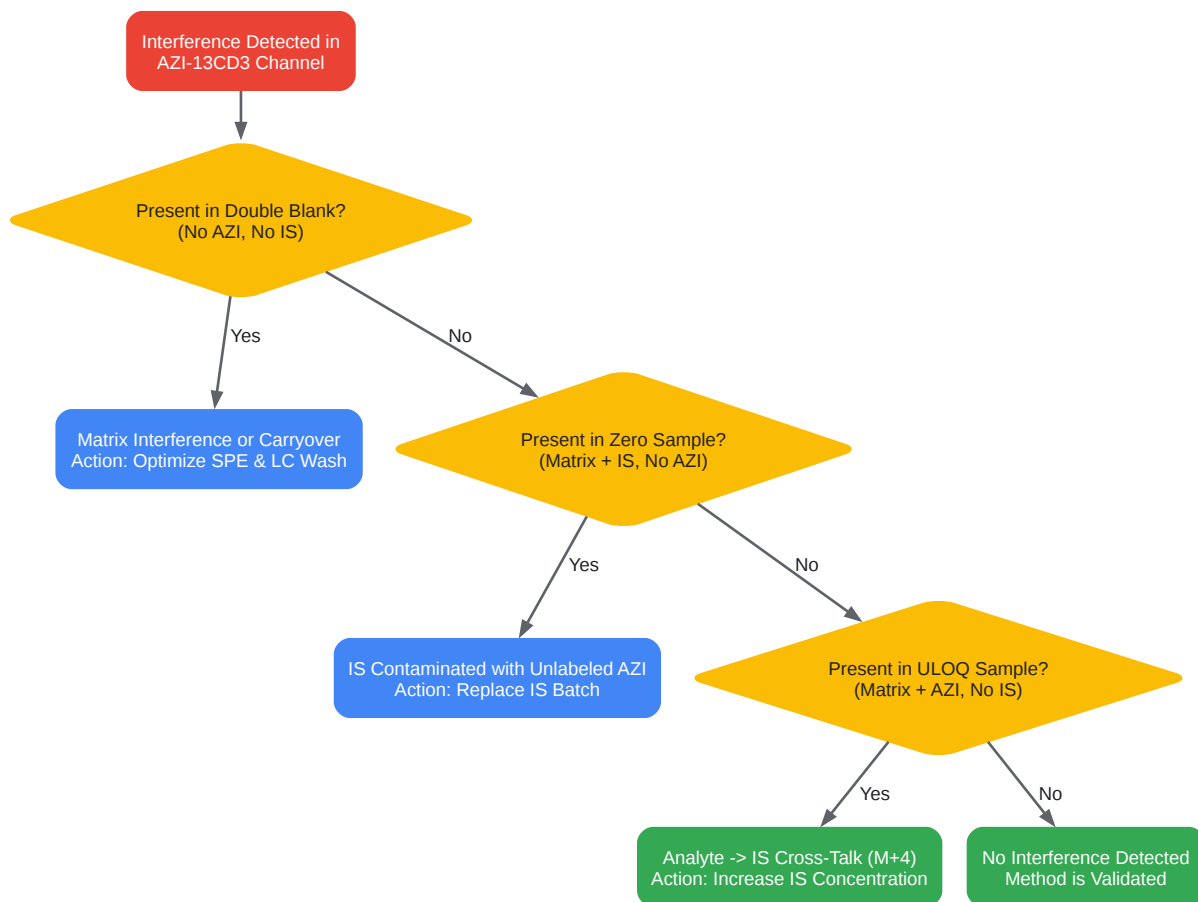 Interference Detected in
AZI-13CD3 Channel
Present in Double Blank?
(No AZI, No IS)
Yes
No
Matrix Interference or Carryover
Action: Optimize SPE & LC Wash
Present in Zero Sample?
(Matrix + IS, No AZI)
Yes
No
IS Contaminated with Unlabeled AZI
Action: Replace IS Batch
Present in ULOQ Sample?
(Matrix + AZI, No IS)
Yes
No
Analyte -> IS Cross-Talk (M+4)
Action: Increase IS Concentration
No Interference Detected
Method is Validated